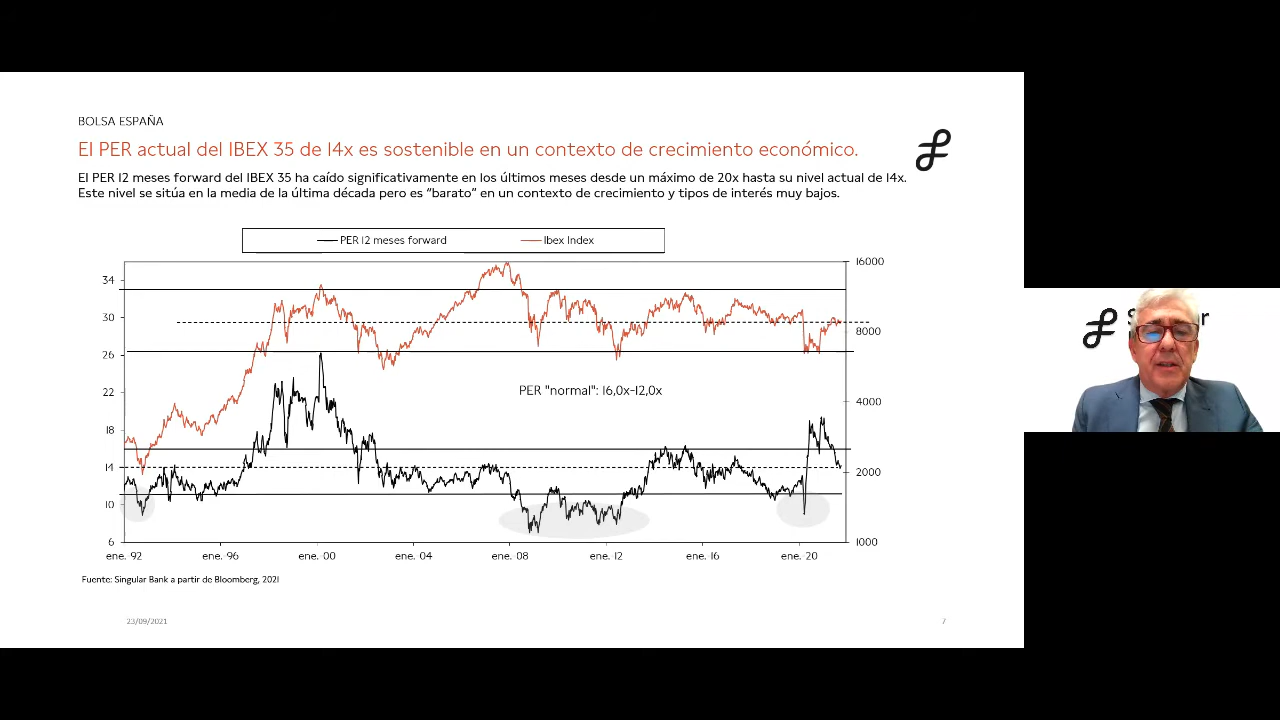 BOLSA ESPAÑA
El PER actual del IBEX 35 de 14x es sostenible en un contexto de crecimiento económico.
El PER 12 meses forward del IBEX 35 ha caído significativamente en los últimos meses desde un máximo de 20x hasta su nivel actual de 14x.
Este nivel se sitúa en la media de la última década pero es “barato” en un contexto de crecimiento y tipos de interés muy bajos.
PER 12 meses forward
Ibex Index
34
30
26
22
18
14
10
6
16000
8000
4000
2000
1000
PER "normal": 16,0x-12,0x
ene. 92
ene. 96
ene. 00
ene. 04
ene. 08
ene. 12
ene. 16
ene. 20
Fuente: Singular Bank a partir de Bloomberg, 2021
23/09/2021
7